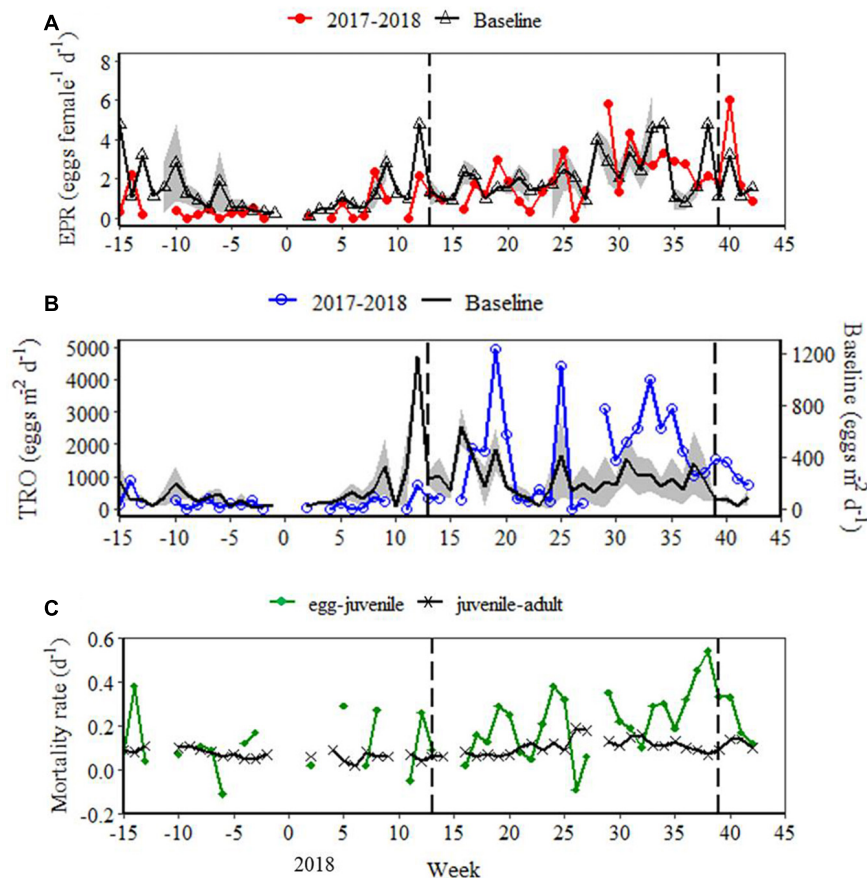 A
2017-2018 Baseline
EPR (eggs female⁻¹ d⁻¹)
8
6
4
2
0
-15 -10 -5 0 5 10 15 20 25 30 35 40 45
B
2017-2018 Baseline
TRO (eggs m² d⁻¹)
5000
4000
3000
2000
1000
0
Baseline (eggs m² d⁻¹)
1200
800
400
0
-15 -10 -5 0 5 10 15 20 25 30 35 40 45
C
egg-juvenile juvenile-adult
Mortality rate (d⁻¹)
0.6
0.4
0.2
0.0
-0.2
-15 -10 -5 0 5 10 15 20 25 30 35 40 45
2018 Week